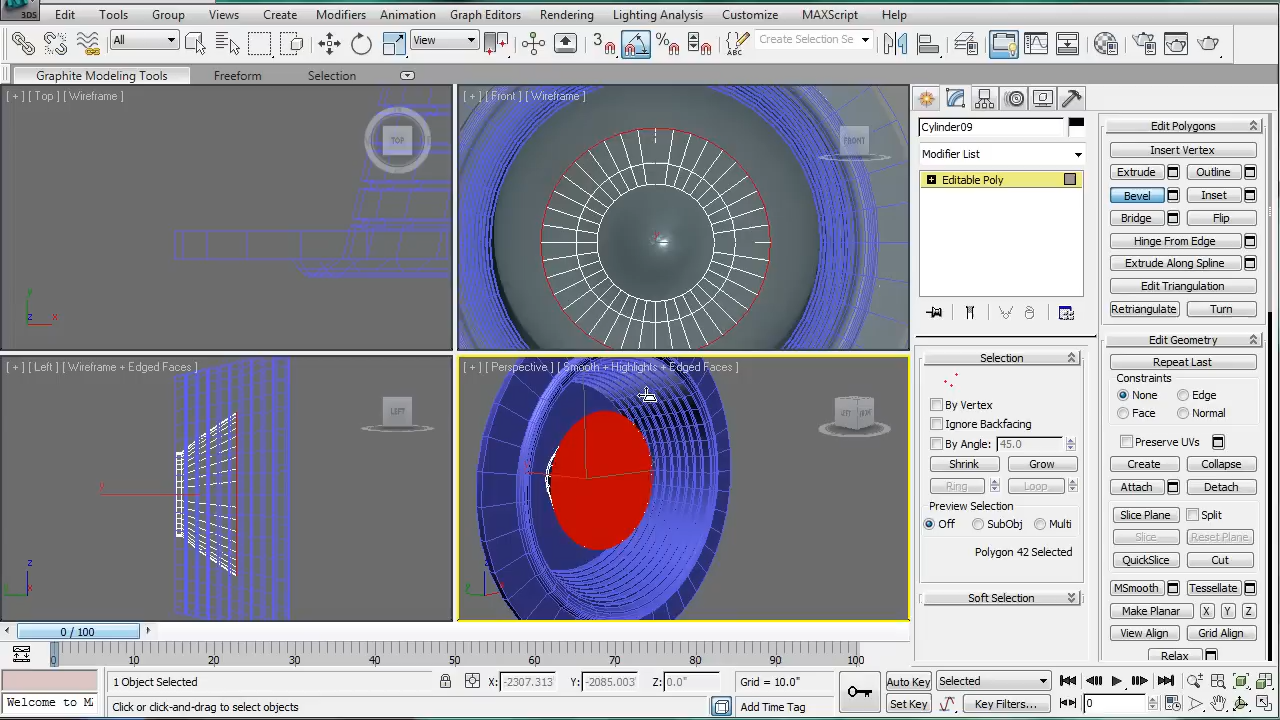 3DS Edit Tools Group Views Create Modifiers Animation Graph Editors Rendering Lighting Analysis Customize MAXScript Help
All View 3 Create Selection Se
Graphite Modeling Tools Freeform Selection
[ + ] [ Top ] [ Wireframe ]
TOP
[ + ] [ Front ] [ Wireframe ]
FRONT
[ + ] [ Left ] [ Wireframe + Edged Faces ]
LEFT
[ + ] [ Perspective ] [ Smooth + Highlights + Edged Faces ]
LEFT
Cylinder09
Modifier List
Editable Poly
Selection
By Vertex
Ignore Backfacing
By Angle: 45.0
Shrink Grow
Ring Loop
Preview Selection
Off SubObj Multi
Polygon 42 Selected
Soft Selection
Edit Polygons
Insert Vertex
Extrude Outline
Bevel Inset
Bridge Flip
Hinge From Edge
Extrude Along Spline
Edit Triangulation
Retriangulate Turn
Edit Geometry
Repeat Last
Constraints
None Edge
Face Normal
Preserve UVs
Create Collapse
Attach Detach
Slice Plane Split
Slice Reset Plane
QuickSlice Cut
MSmooth Tessellate
Make Planar X Y Z
View Align Grid Align
Relax
0 / 100
0 10 20 30 40 50 60 70 80 90 100
1 Object Selected X: -2307.313 Y: -2085.003 Z: 0.0" Grid = 10.0" Auto Key Selected
Welcome to M Click or click-and-drag to select objects Add Time Tag Set Key Key Filters... 0